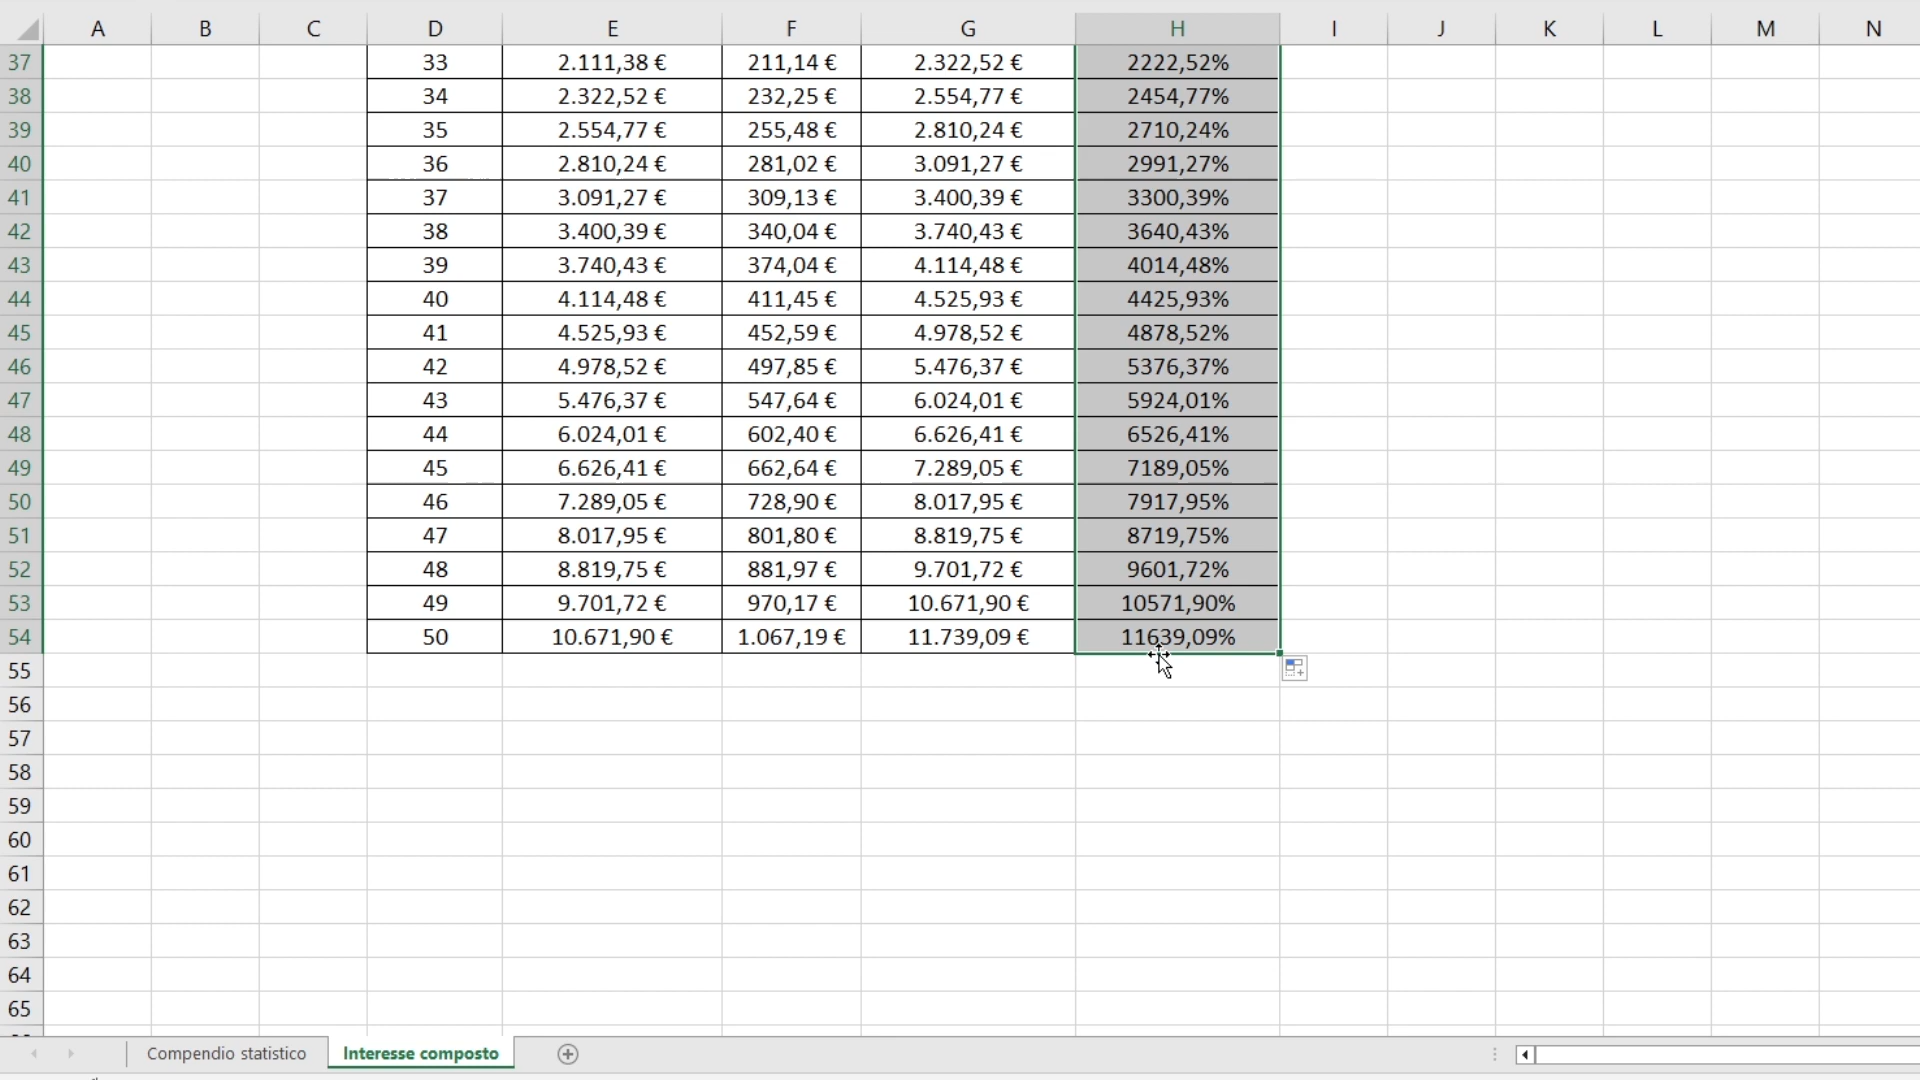 A B C D E F G H I J K L M N
37 33 2.111,38 € 211,14 € 2.322,52 € 2222,52%
38 34 2.322,52 € 232,25 € 2.554,77 € 2454,77%
39 35 2.554,77 € 255,48 € 2.810,24 € 2710,24%
40 36 2.810,24 € 281,02 € 3.091,27 € 2991,27%
41 37 3.091,27 € 309,13 € 3.400,39 € 3300,39%
42 38 3.400,39 € 340,04 € 3.740,43 € 3640,43%
43 39 3.740,43 € 374,04 € 4.114,48 € 4014,48%
44 40 4.114,48 € 411,45 € 4.525,93 € 4425,93%
45 41 4.525,93 € 452,59 € 4.978,52 € 4878,52%
46 42 4.978,52 € 497,85 € 5.476,37 € 5376,37%
47 43 5.476,37 € 547,64 € 6.024,01 € 5924,01%
48 44 6.024,01 € 602,40 € 6.626,41 € 6526,41%
49 45 6.626,41 € 662,64 € 7.289,05 € 7189,05%
50 46 7.289,05 € 728,90 € 8.017,95 € 7917,95%
51 47 8.017,95 € 801,80 € 8.819,75 € 8719,75%
52 48 8.819,75 € 881,97 € 9.701,72 € 9601,72%
53 49 9.701,72 € 970,17 € 10.671,90 € 10571,90%
54 50 10.671,90 € 1.067,19 € 11.739,09 € 11639,09%
55
56
57
58
59
60
61
62
63
64
65
Compendio statistico Interesse composto